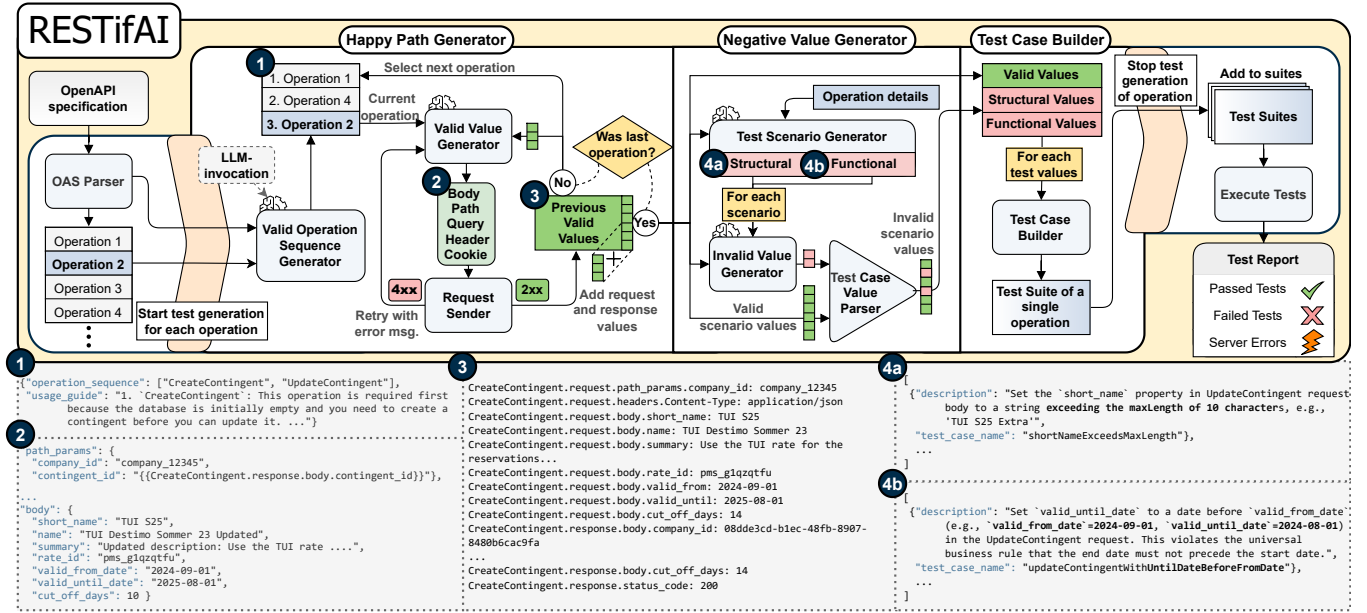 RESTifAI
Happy Path Generator
Negative Value Generator
Test Case Builder
OpenAPI
specification
OAS Parser
Operation 1
Operation 2
Operation 3
Operation 4
LLM-
invocation
Start test generation
for each operation
Valid Operation
Sequence
Generator
1
1. Operation 1
2. Operation 4
3. Operation 2
Select next operation
Current
operation
Valid Value
Generator
2
Body
Path
Query
Header
Cookie
4xx
Retry with
error msg.
Request
Sender
2xx
Was last
operation?
No
Yes
3
Previous
Valid
Values
+
Add request
and response
values
Operation details
Test Scenario Generator
4a
Structural
4b
Functional
For each
scenario
Invalid Value
Generator
Valid
scenario values
Test Case
Value
Parser
Invalid
scenario
values
Valid Values
Structural Values
Functional Values
For each
test values
Test Case
Builder
Test Suite of a
single
operation
Stop test
generation
of operation
Add to suites
Test Suites
Execute Tests
Test Report
Passed Tests
Failed Tests
Server Errors
1
{"operation_sequence": ["CreateContingent", "UpdateContingent"],
"usage_guide": "1. `CreateContingent`: This operation is required first
because the database is initially empty and you need to create a
contingent before you can update it. ..."}
2
"path_params": {
"company_id": "company_12345",
"contingent_id": "{{CreateContingent.response.body.contingent_id}}"},
...
"body": {
"short_name": "TUI S25",
"name": "TUI Destimo Sommer 23 Updated",
"summary": "Updated description: Use the TUI rate ....",
"rate_id": "pms_g1qzqtfu",
"valid_from_date": "2024-09-01",
"valid_until_date": "2025-08-01",
"cut_off_days": 10 }
3
CreateContingent.request.path_params.company_id: company_12345
CreateContingent.request.headers.Content-Type: application/json
CreateContingent.request.body.short_name: TUI S25
CreateContingent.request.body.name: TUI Destimo Sommer 23
CreateContingent.request.body.summary: Use the TUI rate for the
reservations...
CreateContingent.request.body.rate_id: pms_g1qzqtfu
CreateContingent.request.body.valid_from: 2024-09-01
CreateContingent.request.body.valid_until: 2025-08-01
CreateContingent.request.body.cut_off_days: 14
CreateContingent.response.body.company_id: 08dde3cd-b1ec-48fb-8907-
8480b6cac9fa
...
CreateContingent.response.body.cut_off_days: 14
CreateContingent.response.status_code: 200
4a
[
{"description": "Set the `short_name` property in UpdateContingent request
body to a string exceeding the maxLength of 10 characters, e.g.,
'TUI S25 Extra'",
"test_case_name": "shortNameExceedsMaxLength"},
...
]
4b
[
{"description": "Set `valid_until_date` to a date before `valid_from_date`
(e.g., `valid_from_date`=2024-09-01, `valid_until_date`=2024-08-01)
in the UpdateContingent request. This violates the universal
business rule that the end date must not precede the start date.",
"test_case_name": "updateContingentWithUntilDateBeforeFromDate"},
...
]